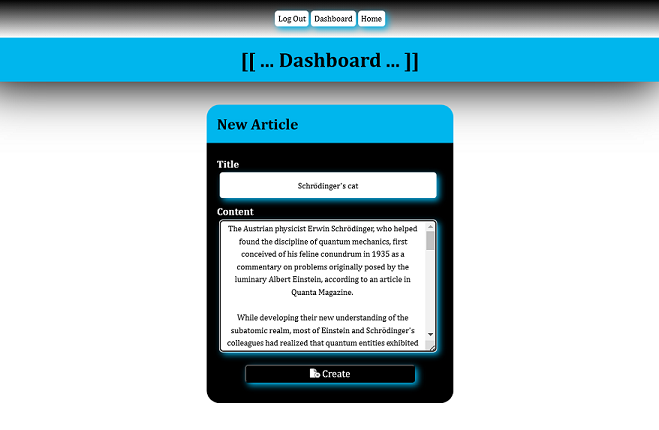 Log Out Dashboard Home
[[ ... Dashboard ... ]]
New Article
Title
Schrödinger's cat
Content
The Austrian physicist Erwin Schrödinger, who helped
found the discipline of quantum mechanics, first
conceived of his feline conundrum in 1935 as a
commentary on problems originally posed by the
luminary Albert Einstein, according to an article in
Quanta Magazine.
While developing their new understanding of the
subatomic realm, most of Einstein and Schrödinger's
colleagues had realized that quantum entities exhibited
Create